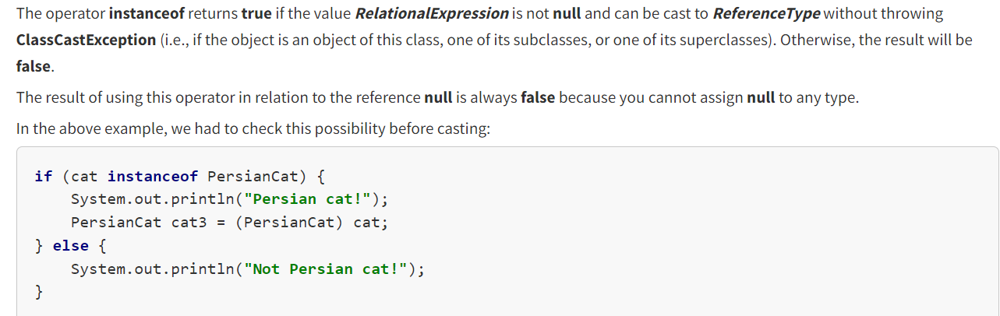 The operator instanceof returns true if the value RelationalExpression is not null and can be cast to ReferenceType without throwing
ClassCastException (i.e., if the object is an object of this class, one of its subclasses, or one of its superclasses). Otherwise, the result will be
false.
The result of using this operator in relation to the reference null is always false because you cannot assign null to any type.
In the above example, we had to check this possibility before casting:
if (cat instanceof PersianCat) {
    System.out.println("Persian cat!");
    PersianCat cat3 = (PersianCat) cat;
} else {
    System.out.println("Not Persian cat!");
}